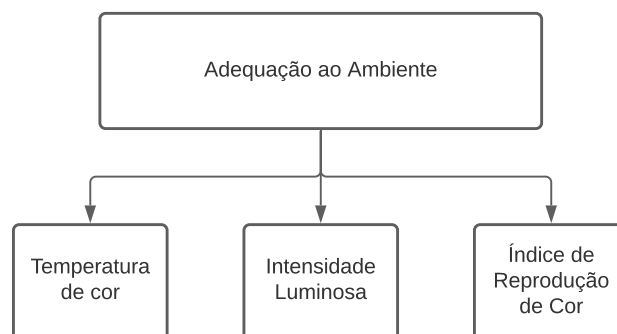 Adequação ao Ambiente
Temperatura
de cor
Intensidade
Luminosa
Índice de
Reprodução
de Cor